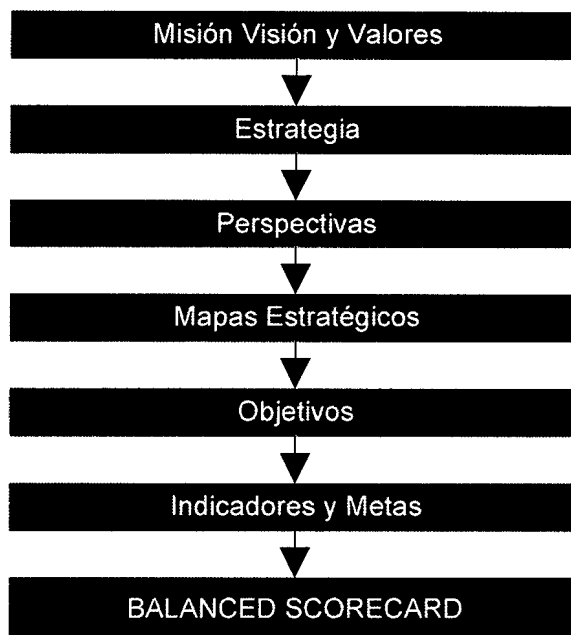 Misión Visión y Valores
Estrategia
Perspectivas
Mapas Estratégicos
Objetivos
Indicadores y Metas
BALANCED SCORECARD